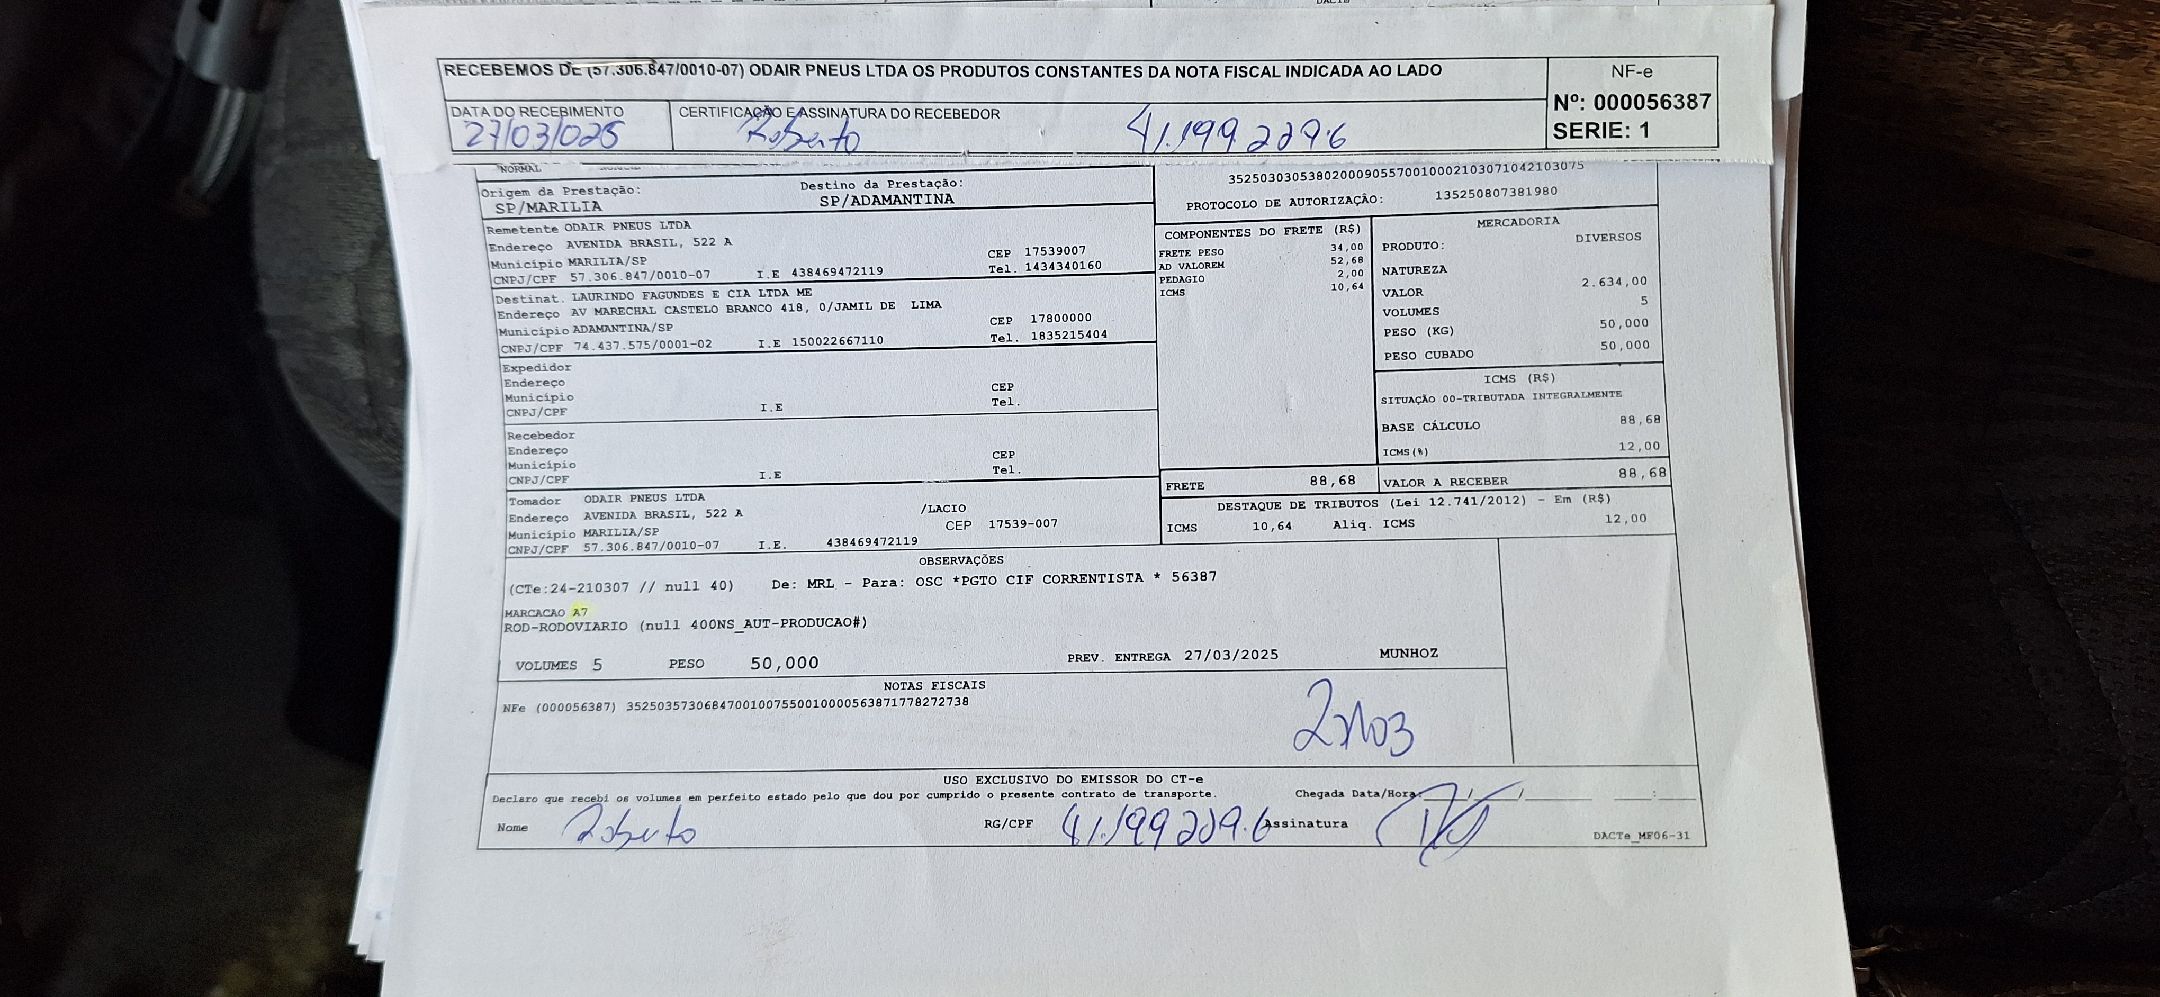 DACTE
RECEBEMOS DE (57.306.847/0010-07) ODAIR PNEUS LTDA OS PRODUTOS CONSTANTES DA NOTA FISCAL INDICADA AO LADO
NF-e
Nº: 000056387
SERIE: 1
DATA DO RECEBIMENTO
27/03/025
CERTIFICAÇÃO E ASSINATURA DO RECEBEDOR
Roberto
41.199.229.6
NORMAL
Origem da Prestação:
SP/MARILIA
Destino da Prestação:
SP/ADAMANTINA
35250303053802000905570010002103071042103075
PROTOCOLO DE AUTORIZAÇÃO: 135250807381980
Remetente ODAIR PNEUS LTDA
Endereço AVENIDA BRASIL, 522 A
CEP 17539007
Município MARILIA/SP
Tel. 1434340160
CNPJ/CPF 57.306.847/0010-07 I.E 438469472119
Destinat. LAURINDO FAGUNDES E CIA LTDA ME
Endereço AV MARECHAL CASTELO BRANCO 418, 0/JAMIL DE LIMA
CEP 17800000
Município ADAMANTINA/SP
Tel. 1835215404
CNPJ/CPF 74.437.575/0001-02 I.E 150022667110
Expedidor
Endereço
CEP
Município
Tel.
CNPJ/CPF I.E
Recebedor
Endereço
CEP
Município
Tel.
CNPJ/CPF I.E
Tomador ODAIR PNEUS LTDA
Endereço AVENIDA BRASIL, 522 A /LACIO
Município MARILIA/SP CEP 17539-007
CNPJ/CPF 57.306.847/0010-07 I.E. 438469472119
COMPONENTES DO FRETE (R$)
FRETE PESO 34,00
AD VALOREM 52,68
PEDAGIO 2,00
ICMS 10,64
MERCADORIA
PRODUTO: DIVERSOS
NATUREZA
VALOR 2.634,00
VOLUMES 5
PESO (KG) 50,000
PESO CUBADO 50,000
ICMS (R$)
SITUAÇÃO 00-TRIBUTADA INTEGRALMENTE
BASE CÁLCULO 88,68
ICMS(%) 12,00
FRETE 88,68
VALOR A RECEBER 88,68
DESTAQUE DE TRIBUTOS (Lei 12.741/2012) - Em (R$)
ICMS 10,64 Aliq. ICMS 12,00
OBSERVAÇÕES
(CTe:24-210307 // null 40) De: MRL - Para: OSC *PGTO CIF CORRENTISTA * 56387
MARCACAO A7
ROD-RODOVIARIO (null 400NS_AUT-PRODUCAO#)
VOLUMES 5 PESO 50,000 PREV. ENTREGA 27/03/2025 MUNHOZ
NOTAS FISCAIS
NFe (000056387) 35250357306847001007550010000563871778272738
USO EXCLUSIVO DO EMISSOR DO CT-e
Declaro que recebi os volumes em perfeito estado pelo que dou por cumprido o presente contrato de transporte.
Chegada Data/Hora: __/__/____ __:__
Nome Roberto
RG/CPF 41.199 229.6
Assinatura
DACTe_MF06-31